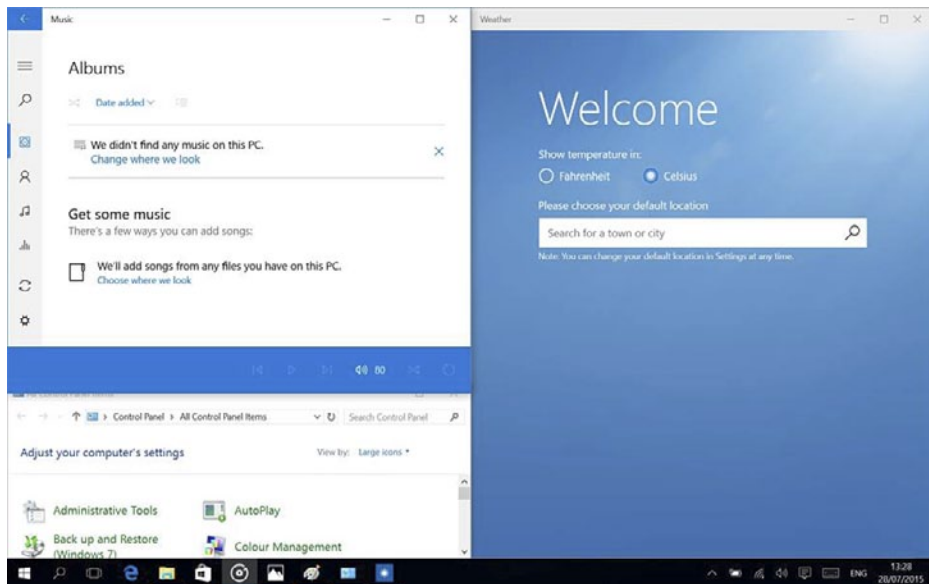 Music
Albums
Date added
We didn't find any music on this PC.
Change where we look
Get some music
There's a few ways you can add songs:
We'll add songs from any files you have on this PC.
Choose where we look
80
All Control Panel Items
Control Panel
All Control Panel Items
Search Control Panel
Adjust your computer's settings
View by: Large icons
Administrative Tools
AutoPlay
Back up and Restore
(Windows 7)
Colour Management
Weather
Welcome
Show temperature in:
Fahrenheit
Celsius
Please choose your default location
Search for a town or city
Note: You can change your default location in Settings at any time.
ENG
13:28
28/07/2015